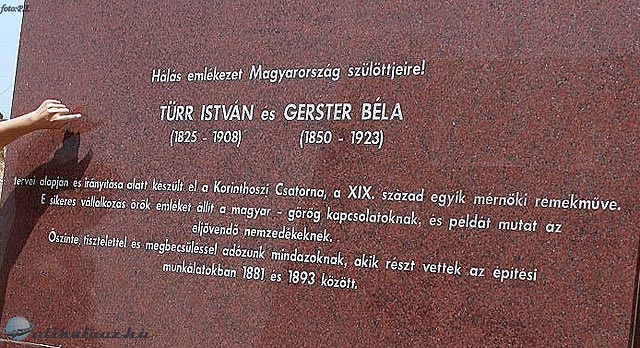 foto:P.I.
Hálás emlékezet Magyarország szülöttjeire!
TÜRR ISTVÁN és GERSTER BÉLA
(1825 - 1908) (1850 - 1923)
tervei alapján és irányítása alatt készült el a Korinthoszi Csatorna, a XIX. század egyik mérnöki remekműve.
E sikeres vállalkozás örök emléket állít a magyar - görög kapcsolatoknak, és példát mutat az
eljövendő nemzedékeknek.
Őszinte tisztelettel és megbecsüléssel adózunk mindazoknak, akik részt vettek az építési
munkálatokban 1881 és 1893 között.